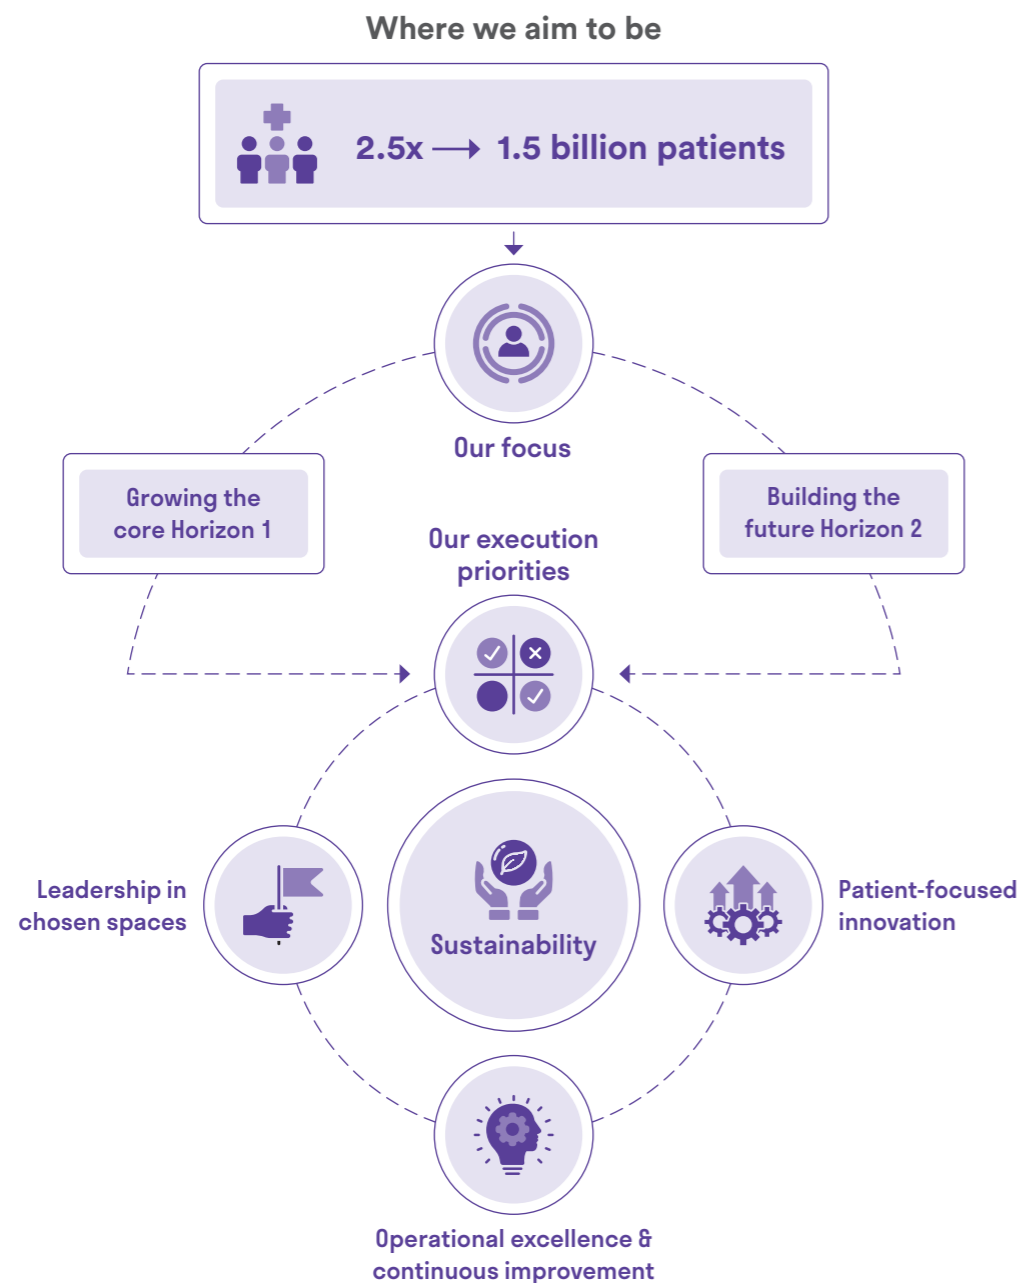 Where we aim to be
2.5x → 1.5 billion patients
Our focus
Growing the
core Horizon 1
Building the
future Horizon 2
Our execution
priorities
Leadership in
chosen spaces
Sustainability
Patient-focused
innovation
Operational excellence &
continuous improvement